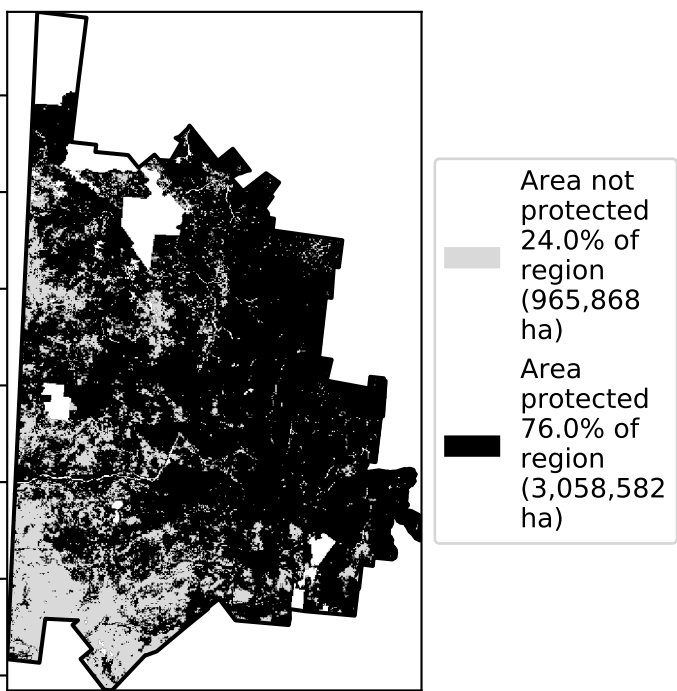 Area not
protected
24.0% of
region
(965,868
ha)
Area
protected
76.0% of
region
(3,058,582
ha)